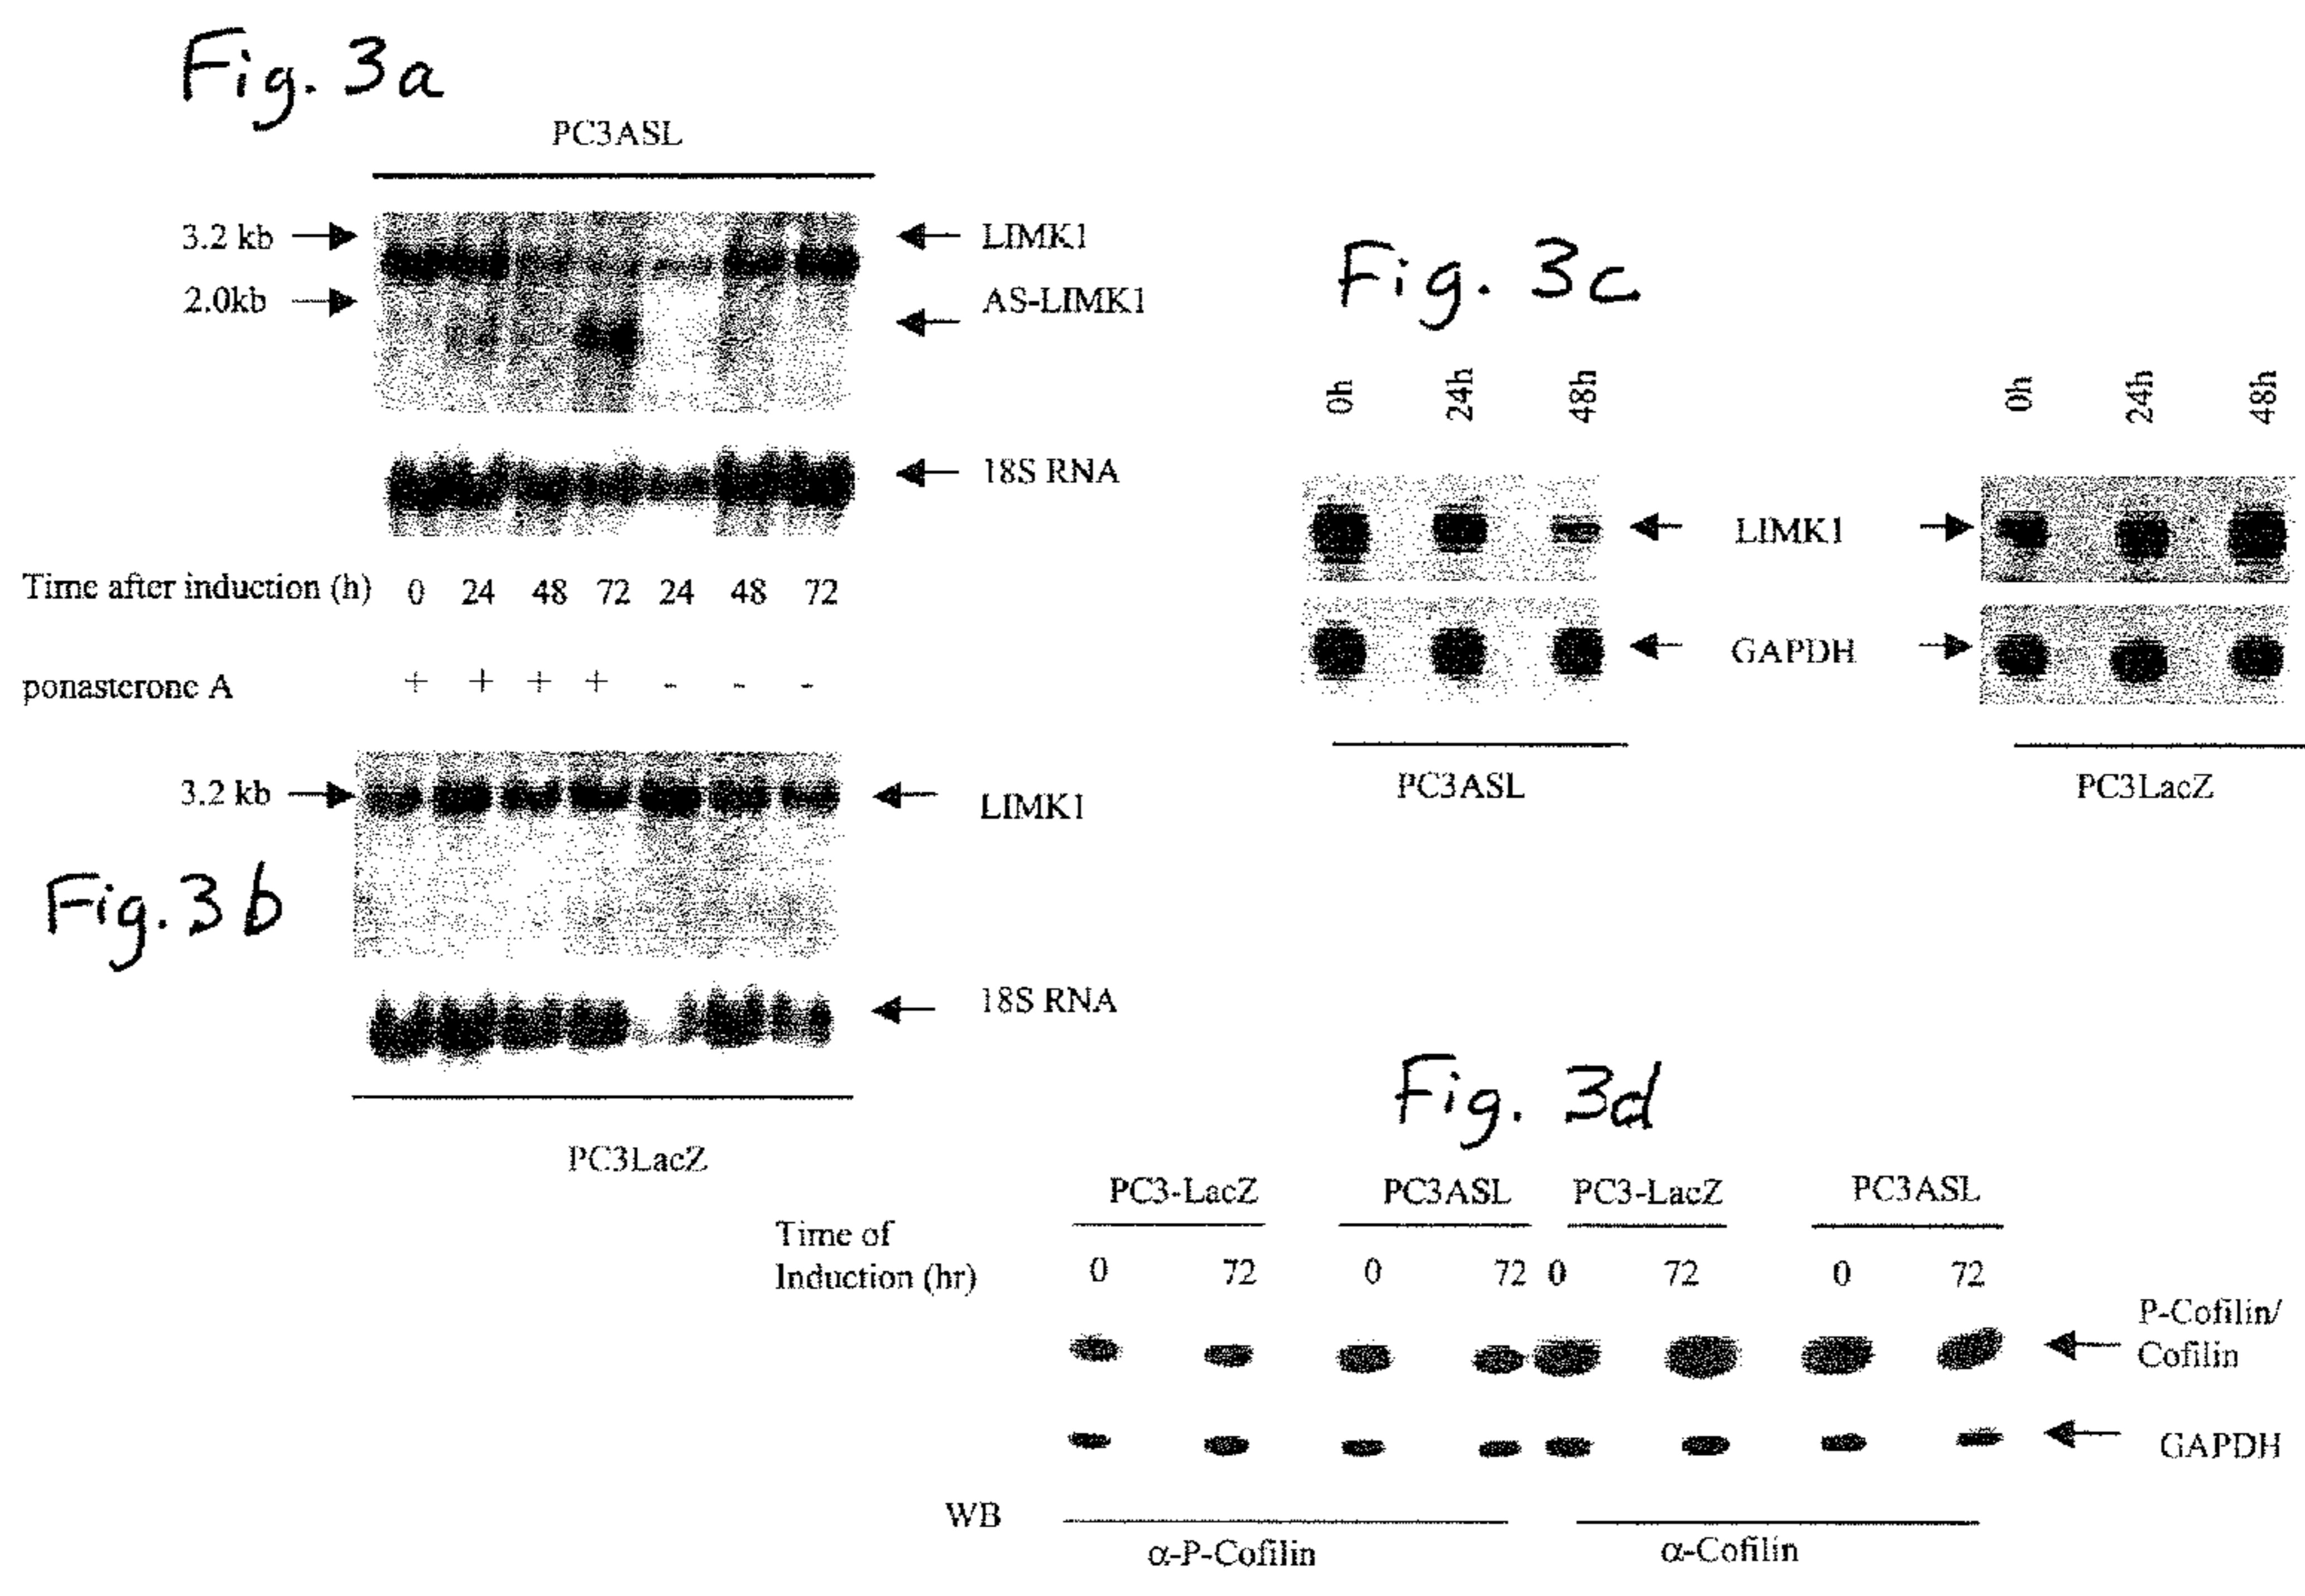 Fig. 3a
PC3ASL
3.2 kb
LIMK1
2.0kb
AS-LIMK1
18S RNA
Time after induction (h) 0 24 48 72 24 48 72
ponasterone A + + + + - - -
3.2 kb
LIMK1
Fig. 3b
18S RNA
PC3LacZ
Fig. 3c
0h 24h 48h 0h 24h 48h
LIMK1
GAPDH
PC3ASL PC3LacZ
Fig. 3d
PC3-LacZ PC3ASL PC3-LacZ PC3ASL
Time of
Induction (hr) 0 72 0 72 0 72 0 72
P-Cofilin/
Cofilin
GAPDH
WB
α-P-Cofilin α-Cofilin